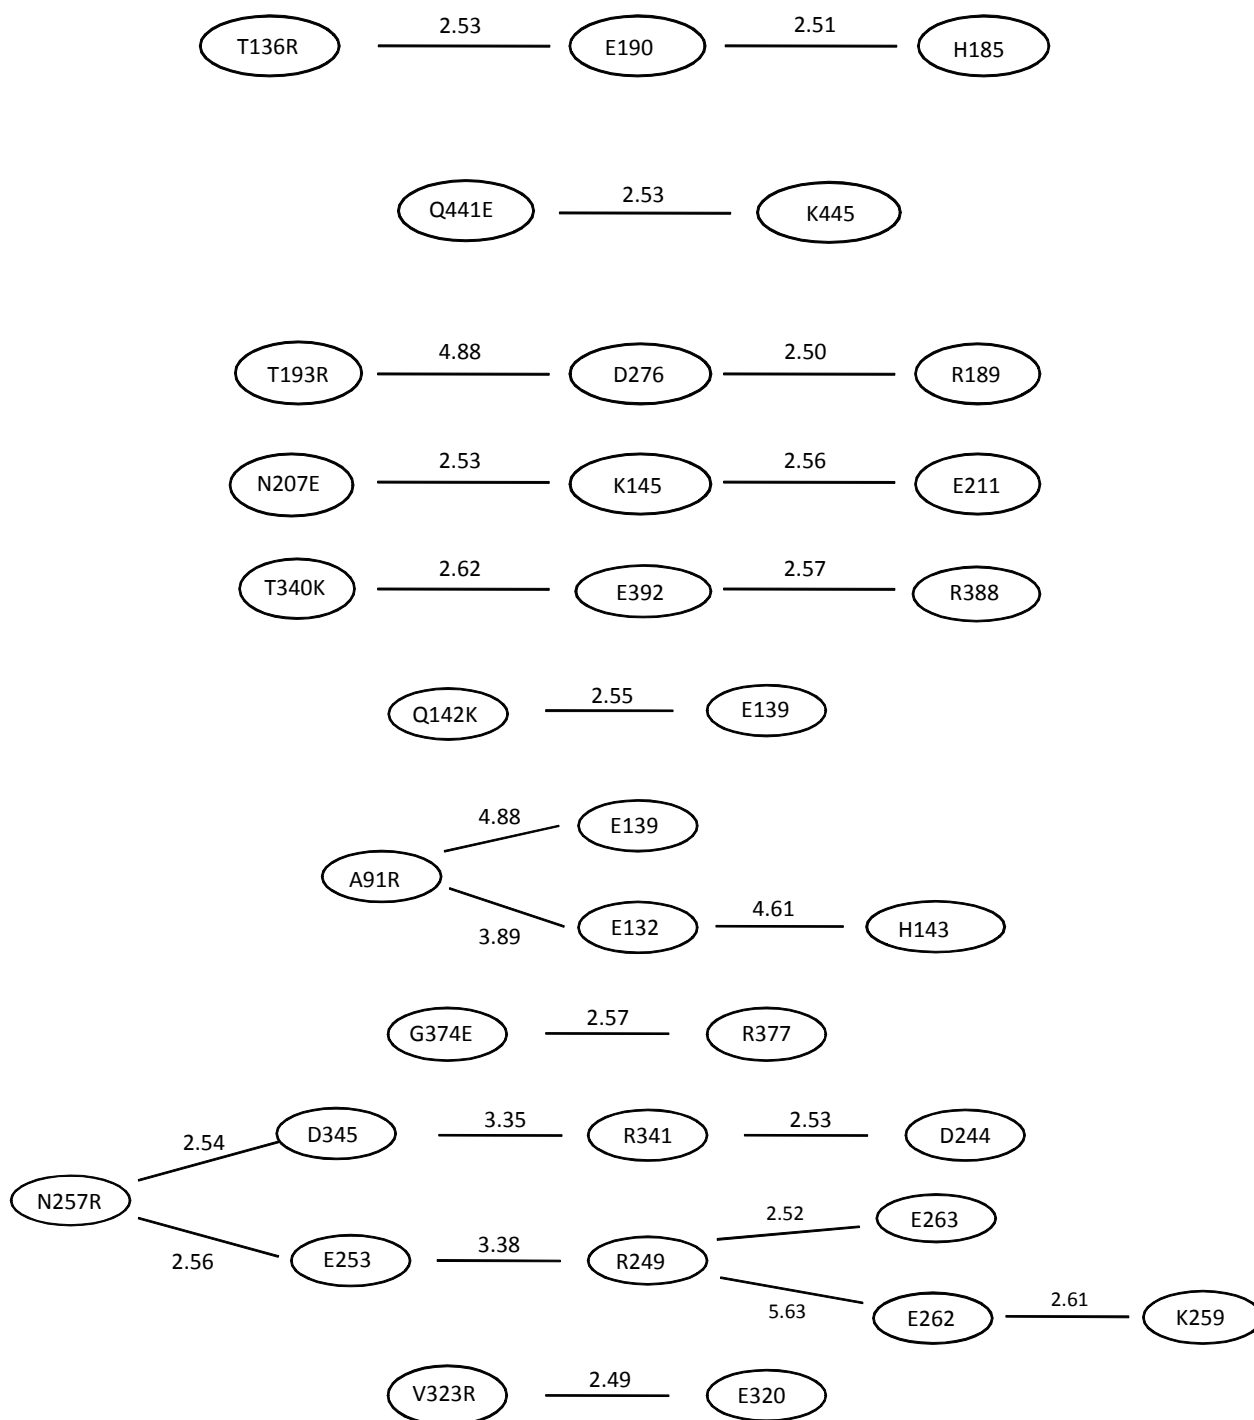 2.53 2.51
T136R E190 H185
2.53
Q441E K445
4.88 2.50
T193R D276 R189
2.53 2.56
N207E K145 E211
2.62 2.57
T340K E392 R388
2.55
Q142K E139
4.88 E139
A91R
3.89 E132 4.61 H143
2.57
G374E R377
2.54 D345 3.35 R341 2.53 D244
N257R
2.52 E263
2.56 E253 3.38 R249
5.63 E262 2.61 K259
2.49
V323R E320